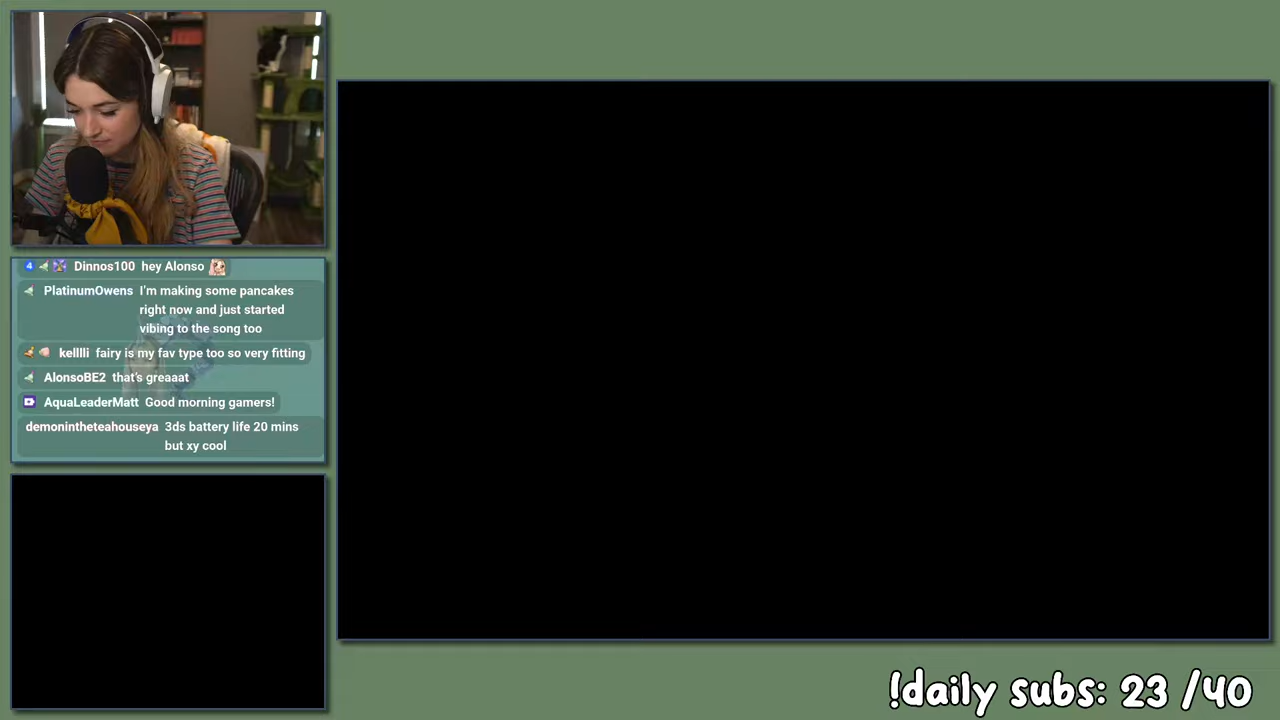 4 Dinnos100 hey Alonso
PlatinumOwens I'm making some pancakes
right now and just started
vibing to the song too
kelllli fairy is my fav type too so very fitting
AlonsoBE2 that's greaaat
AquaLeaderMatt Good morning gamers!
demonintheteahouseya 3ds battery life 20 mins
but xy cool
!daily subs: 23 /40